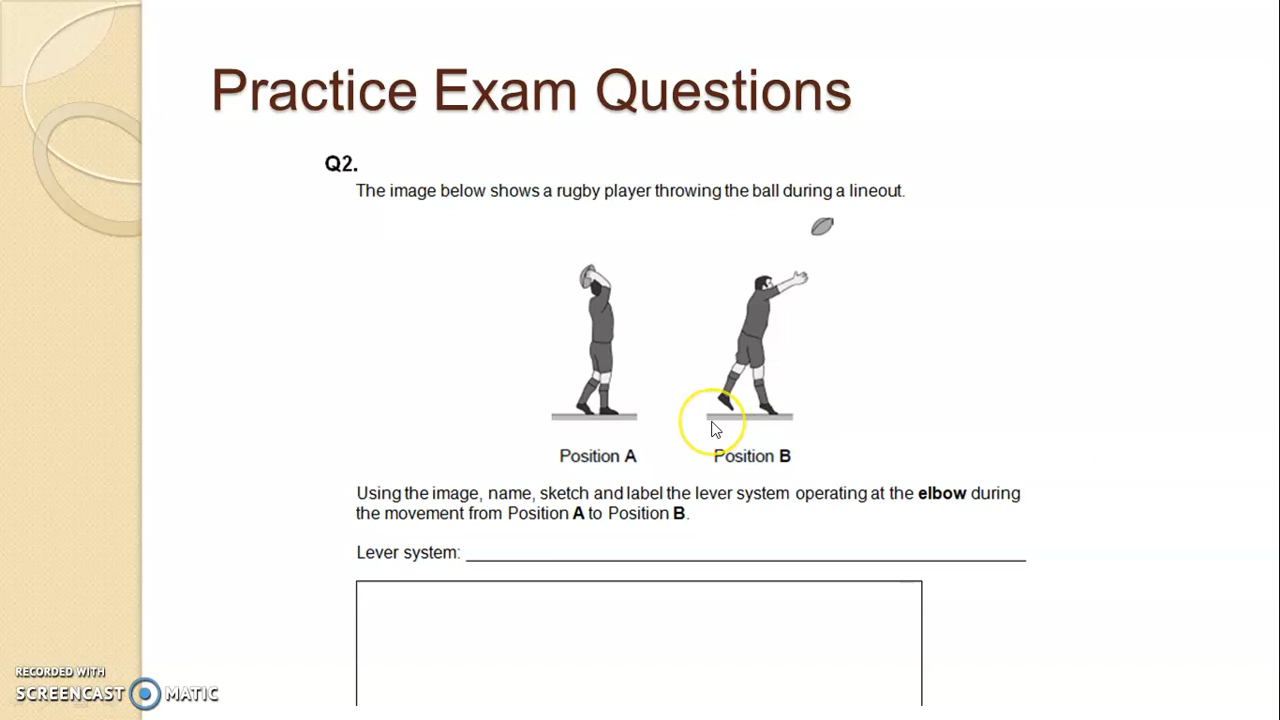 Practice Exam Questions
Q2.
The image below shows a rugby player throwing the ball during a lineout.
Position A
Position B
Using the image, name, sketch and label the lever system operating at the elbow during
the movement from Position A to Position B.
Lever system:
RECORDED WITH
SCREENCAST MATIC